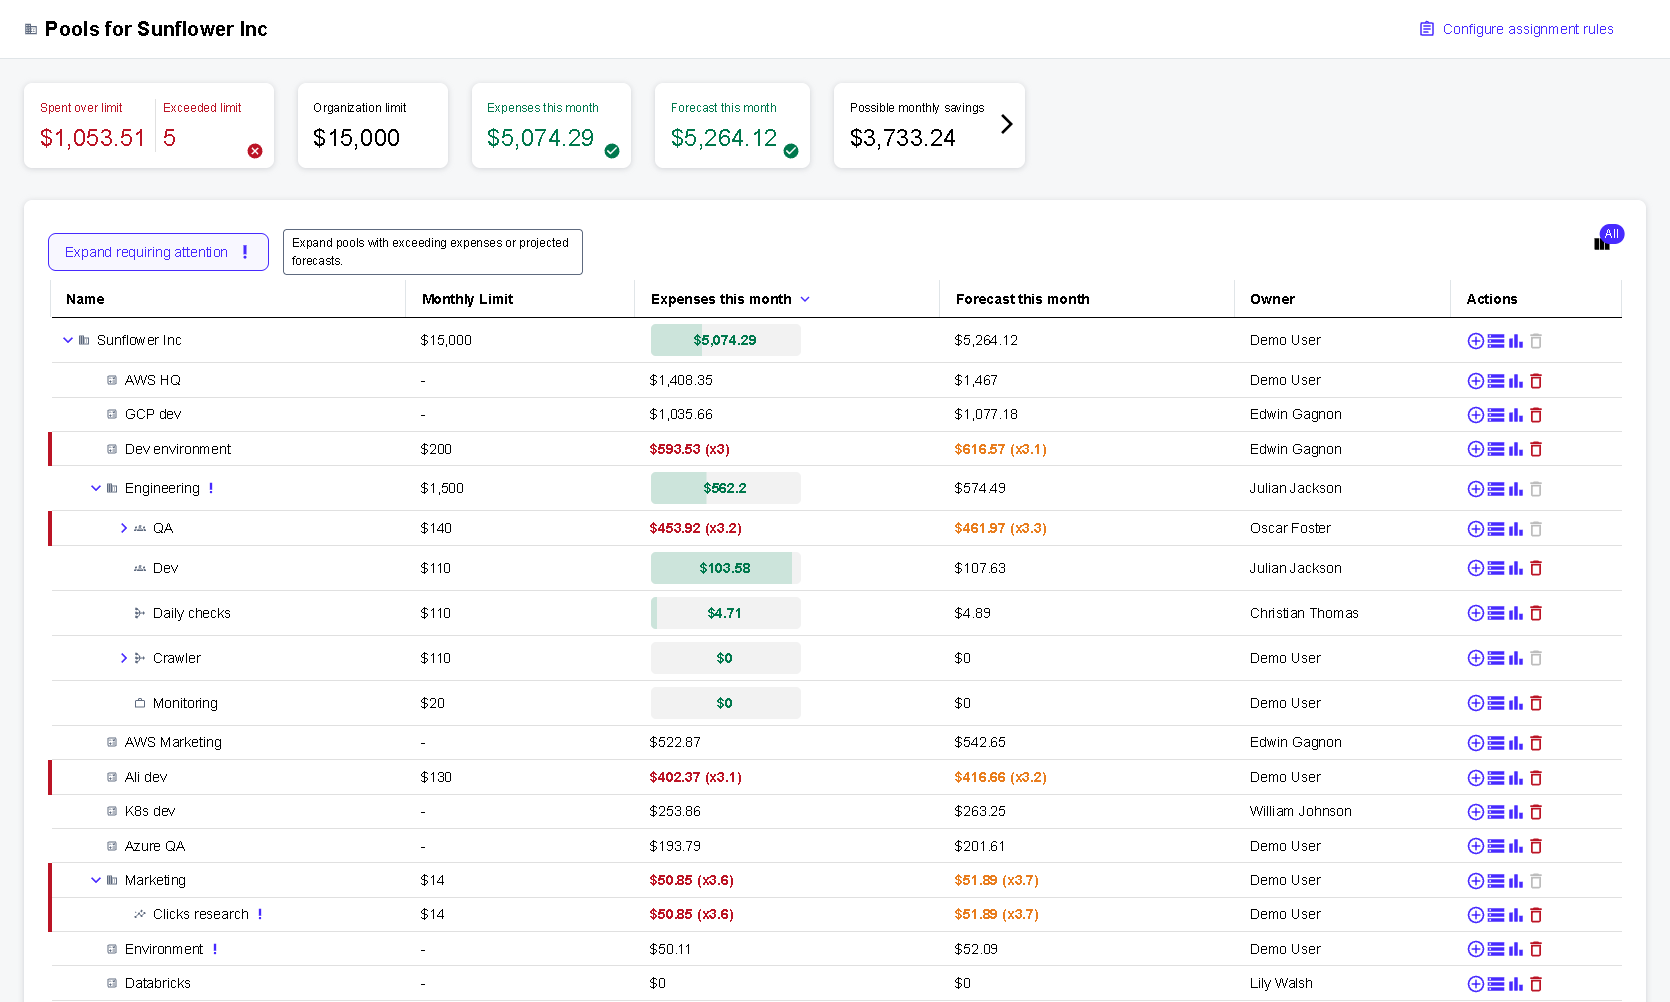 Pools for Sunflower Inc
Configure assignment rules
Spent over limit Exceeded limit Organization limit Expenses this month Forecast this month Possible monthly savings
$1,053.51 5 $15,000 $5,074.29 $5,264.12 $3,733.24
Expand requiring attention !
Expand pools with exceeding expenses or projected
forecasts.
All
Name Monthly Limit Expenses this month Forecast this month Owner Actions
Sunflower Inc $15,000 $5,074.29 $5,264.12 Demo User
AWS HQ - $1,408.35 $1,467 Demo User
GCP dev - $1,035.66 $1,077.18 Edwin Gagnon
Dev environment $200 $593.53 (x3) $616.57 (x3.1) Edwin Gagnon
Engineering ! $1,500 $562.2 $574.49 Julian Jackson
QA $140 $453.92 (x3.2) $461.97 (x3.3) Oscar Foster
Dev $110 $103.58 $107.63 Julian Jackson
Daily checks $110 $4.71 $4.89 Christian Thomas
Crawler $110 $0 $0 Demo User
Monitoring $20 $0 $0 Demo User
AWS Marketing - $522.87 $542.65 Edwin Gagnon
Ali dev $130 $402.37 (x3.1) $416.66 (x3.2) Demo User
K8s dev - $253.86 $263.25 William Johnson
Azure QA - $193.79 $201.61 Demo User
Marketing $14 $50.85 (x3.6) $51.89 (x3.7) Demo User
Clicks research ! $14 $50.85 (x3.6) $51.89 (x3.7) Demo User
Environment ! - $50.11 $52.09 Demo User
Databricks - $0 $0 Lily Walsh